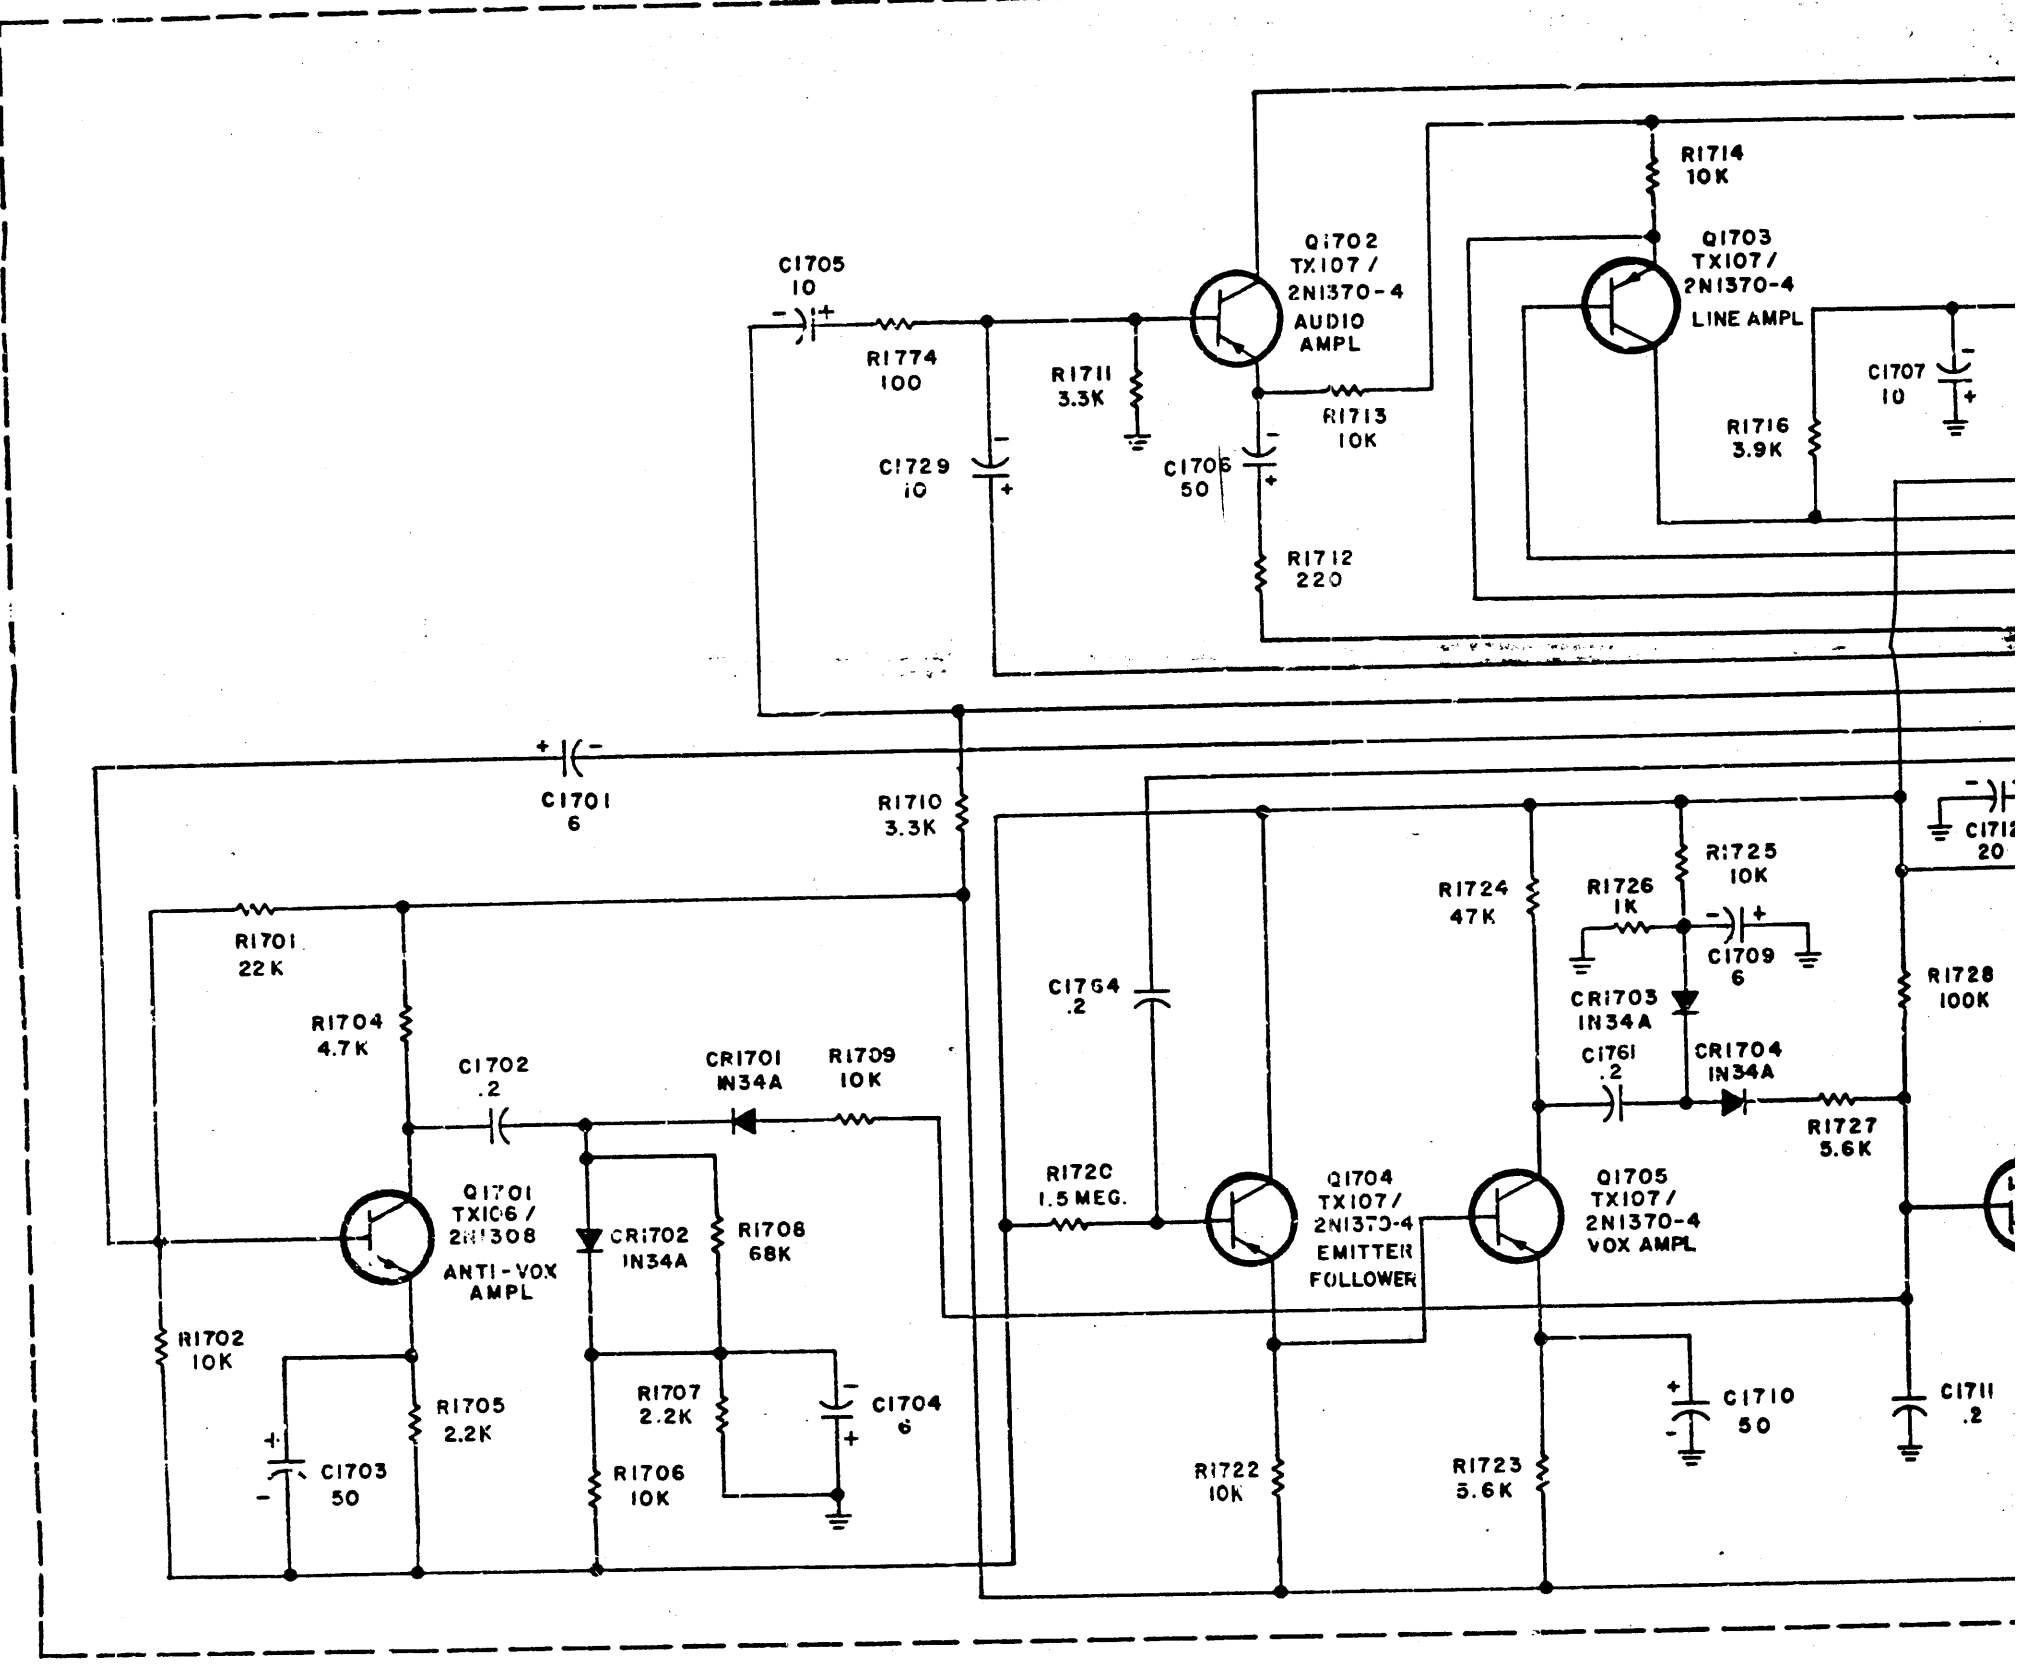 R1714
10K
Q1702
TX107/
2N1370-4
AUDIO
AMPL
Q1703
TX107/
2N1370-4
LINE AMPL
C1705
10
- +
R1774
100
R1711
3.3K
R1713
10K
C1707
10
-
+
R1716
3.9K
C1729
10
-
+
C1706
50
-
+
R1712
220
+ -
C1701
6
R1710
3.3K
-
C1712
20
R1725
10K
R1724
47K
R1726
1K
- +
C1709
6
R1701
22K
R1728
100K
C1764
.2
CR1703
1N34A
R1704
4.7K
C1702
.2
CR1701
1N34A
R1709
10K
C1761
.2
CR1704
1N34A
R1727
5.6K
R1720
1.5 MEG.
Q1704
TX107/
2N1370-4
EMITTER
FOLLOWER
Q1705
TX107/
2N1370-4
VOX AMPL
Q1701
TX106/
2N1308
ANTI-VOX
AMPL
CR1702
1N34A
R1708
68K
R1702
10K
R1705
2.2K
R1707
2.2K
-
+
C1704
6
+
-
C1710
50
C1711
.2
+
-
C1703
50
R1706
10K
R1722
10K
R1723
5.6K